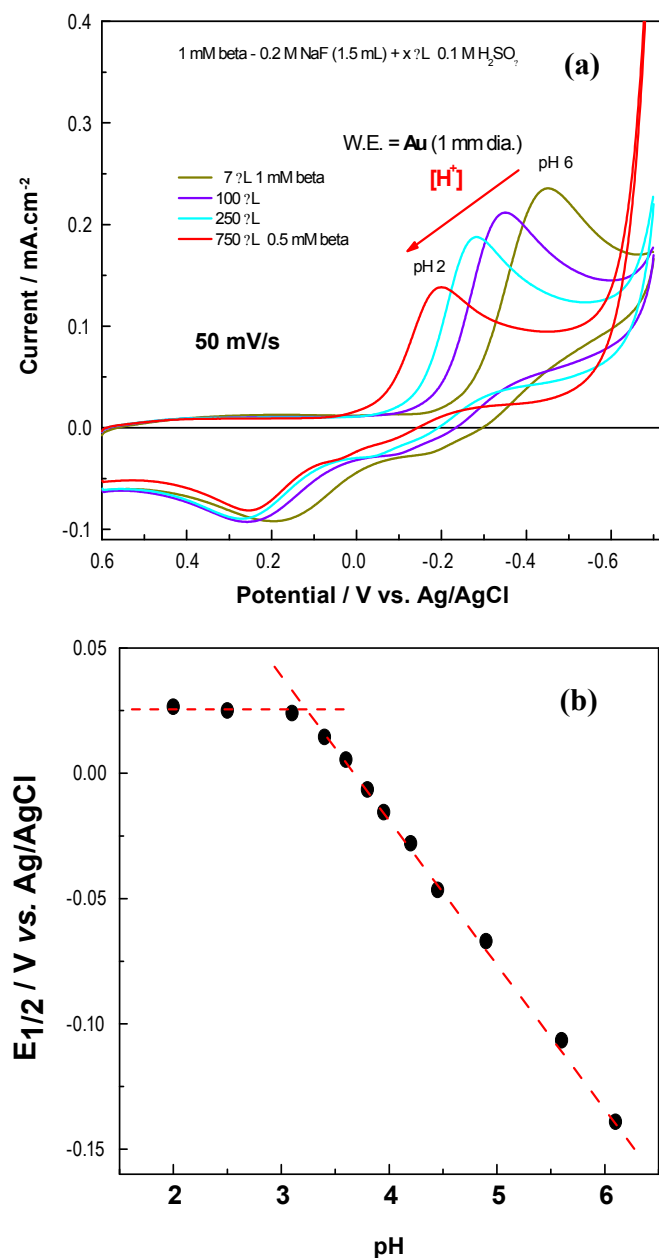 1 mM beta - 0.2 M NaF (1.5 mL) + x ?L 0.1 M H2SO?
(a)
W.E. = Au (1 mm dia.)
[H+]
pH 6
7 ?L 1 mM beta
100 ?L
250 ?L
750 ?L 0.5 mM beta
pH 2
50 mV/s
Current / mA.cm-2
0.4
0.3
0.2
0.1
0.0
-0.1
0.6 0.4 0.2 0.0 -0.2 -0.4 -0.6
Potential / V vs. Ag/AgCl
(b)
E1/2 / V vs. Ag/AgCl
0.05
0.00
-0.05
-0.10
-0.15
2 3 4 5 6
pH